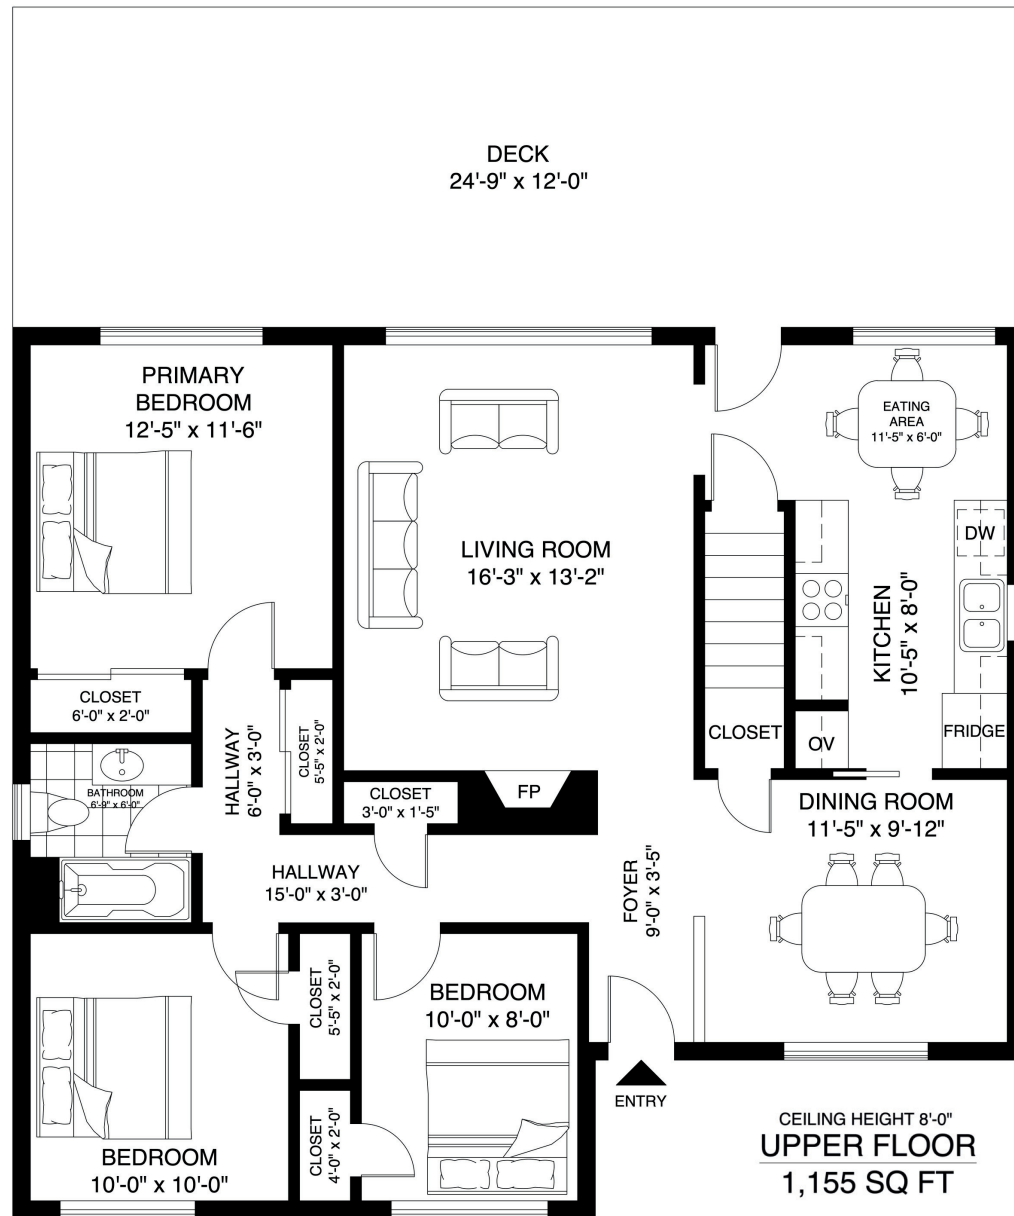 DECK
24'-9" x 12'-0"
PRIMARY
BEDROOM
12'-5" x 11'-6"
EATING
AREA
11'-5" x 6'-0"
LIVING ROOM
16'-3" x 13'-2"
DW
KITCHEN
10'-5" x 8'-0"
CLOSET
6'-0" x 2'-0"
HALLWAY
6'-0" x 3'-0"
CLOSET
5'-5" x 2'-0"
CLOSET
OV
FRIDGE
BATHROOM
6'-9" x 6'-0"
CLOSET
3'-0" x 1'-5"
FP
DINING ROOM
11'-5" x 9'-12"
HALLWAY
15'-0" x 3'-0"
FOYER
9'-0" x 3'-5"
CLOSET
5'-5" x 2'-0"
BEDROOM
10'-0" x 8'-0"
ENTRY
CLOSET
4'-0" x 2'-0"
BEDROOM
10'-0" x 10'-0"
CEILING HEIGHT 8'-0"
UPPER FLOOR
1,155 SQ FT